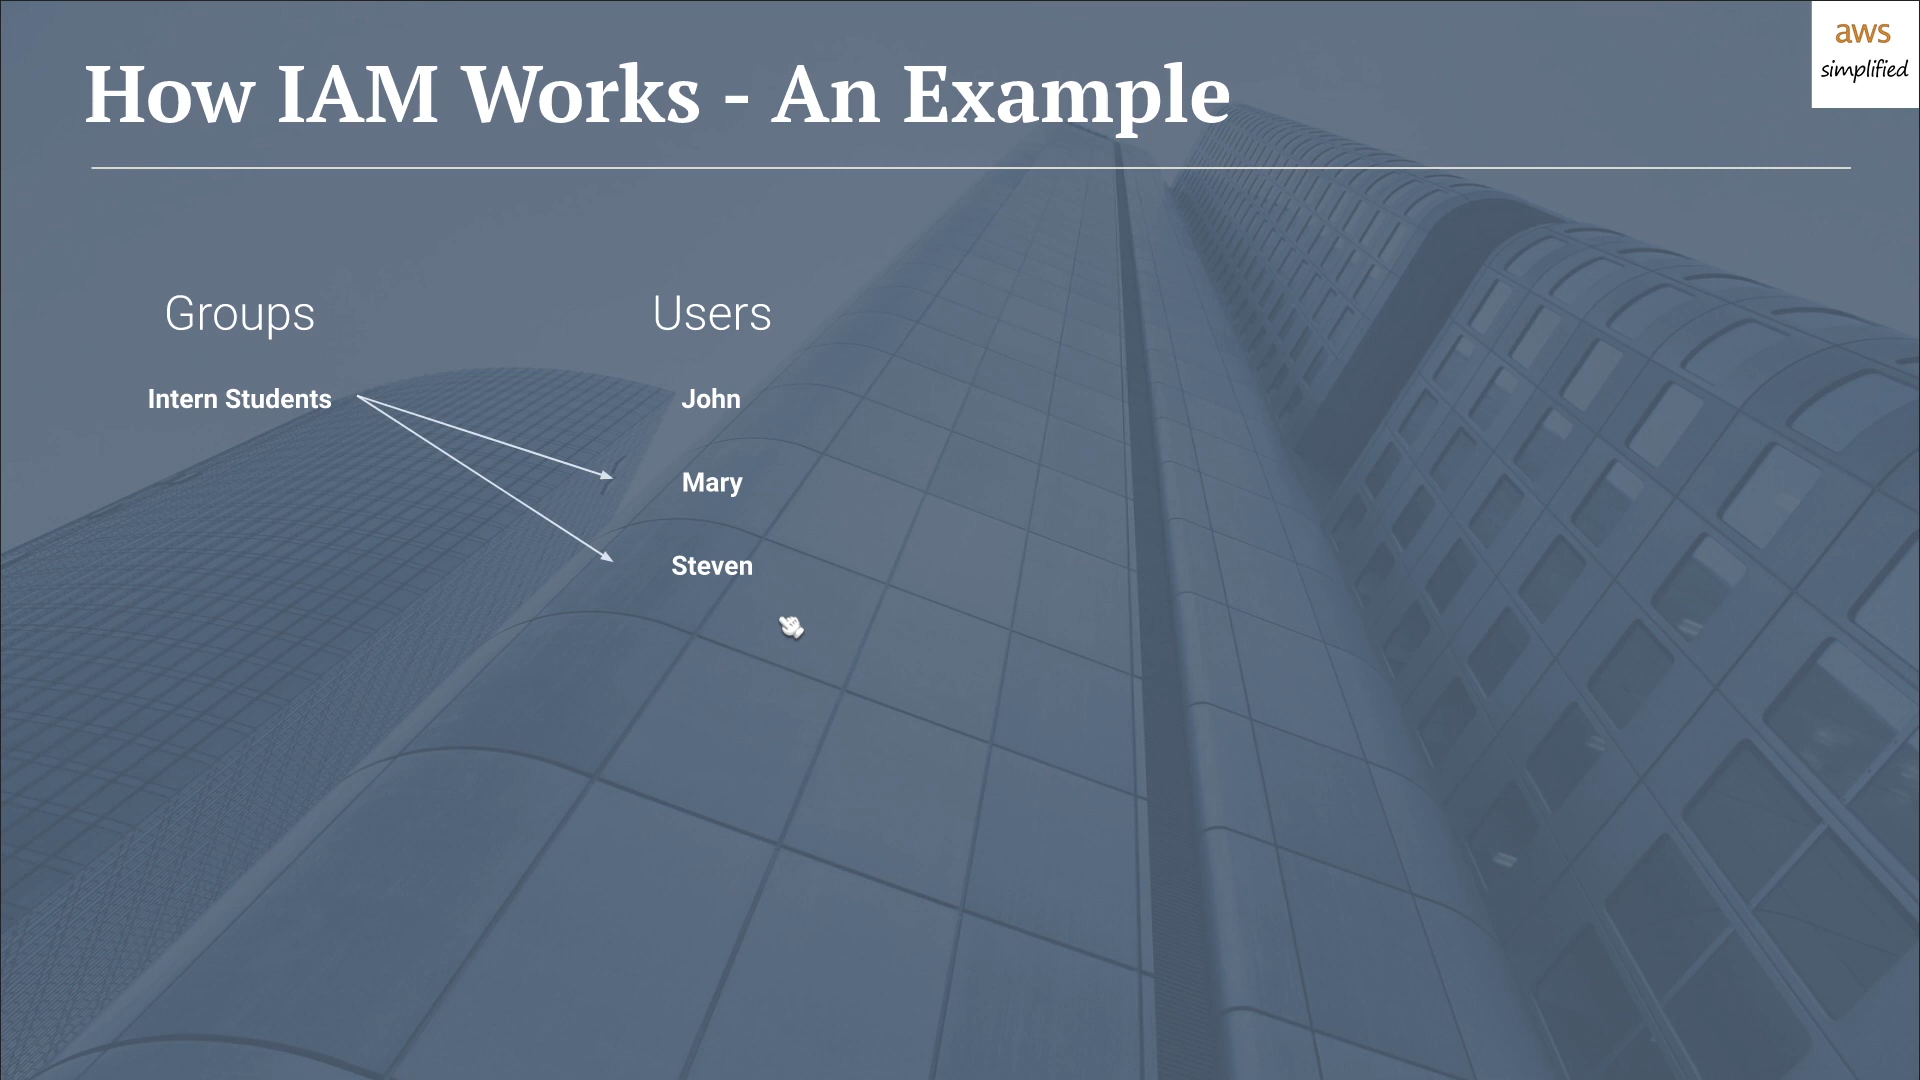 How IAM Works - An Example
aws
simplified
Groups
Users
Intern Students
John
Mary
Steven